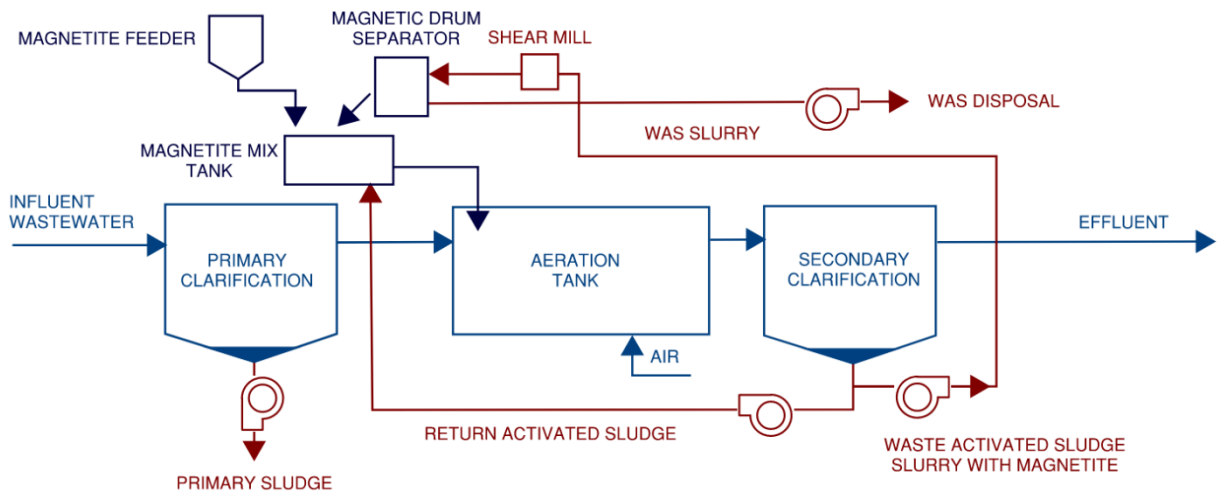 MAGNETITE FEEDER
MAGNETIC DRUM
SEPARATOR
SHEAR MILL
WAS DISPOSAL
WAS SLURRY
MAGNETITE MIX
TANK
INFLUENT
WASTEWATER
EFFLUENT
PRIMARY
CLARIFICATION
AERATION
TANK
SECONDARY
CLARIFICATION
AIR
RETURN ACTIVATED SLUDGE
WASTE ACTIVATED SLUDGE
SLURRY WITH MAGNETITE
PRIMARY SLUDGE